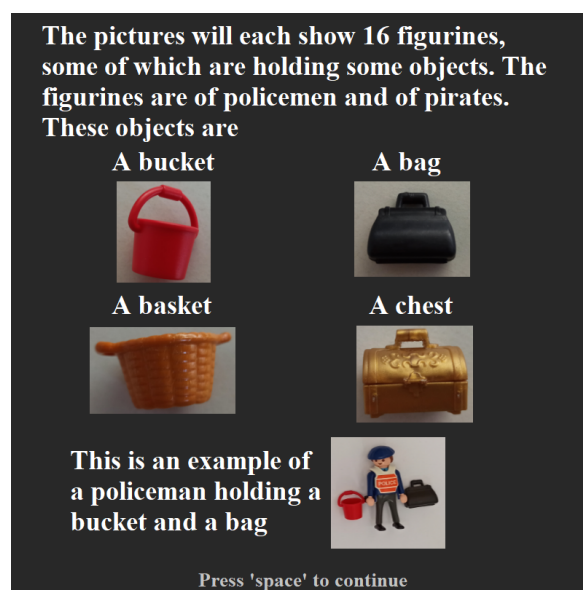 The pictures will each show 16 figurines,
some of which are holding some objects. The
figurines are of policemen and of pirates.
These objects are
A bucket
A bag
A basket
A chest
This is an example of
a policeman holding a
bucket and a bag
POLICE
Press 'space' to continue